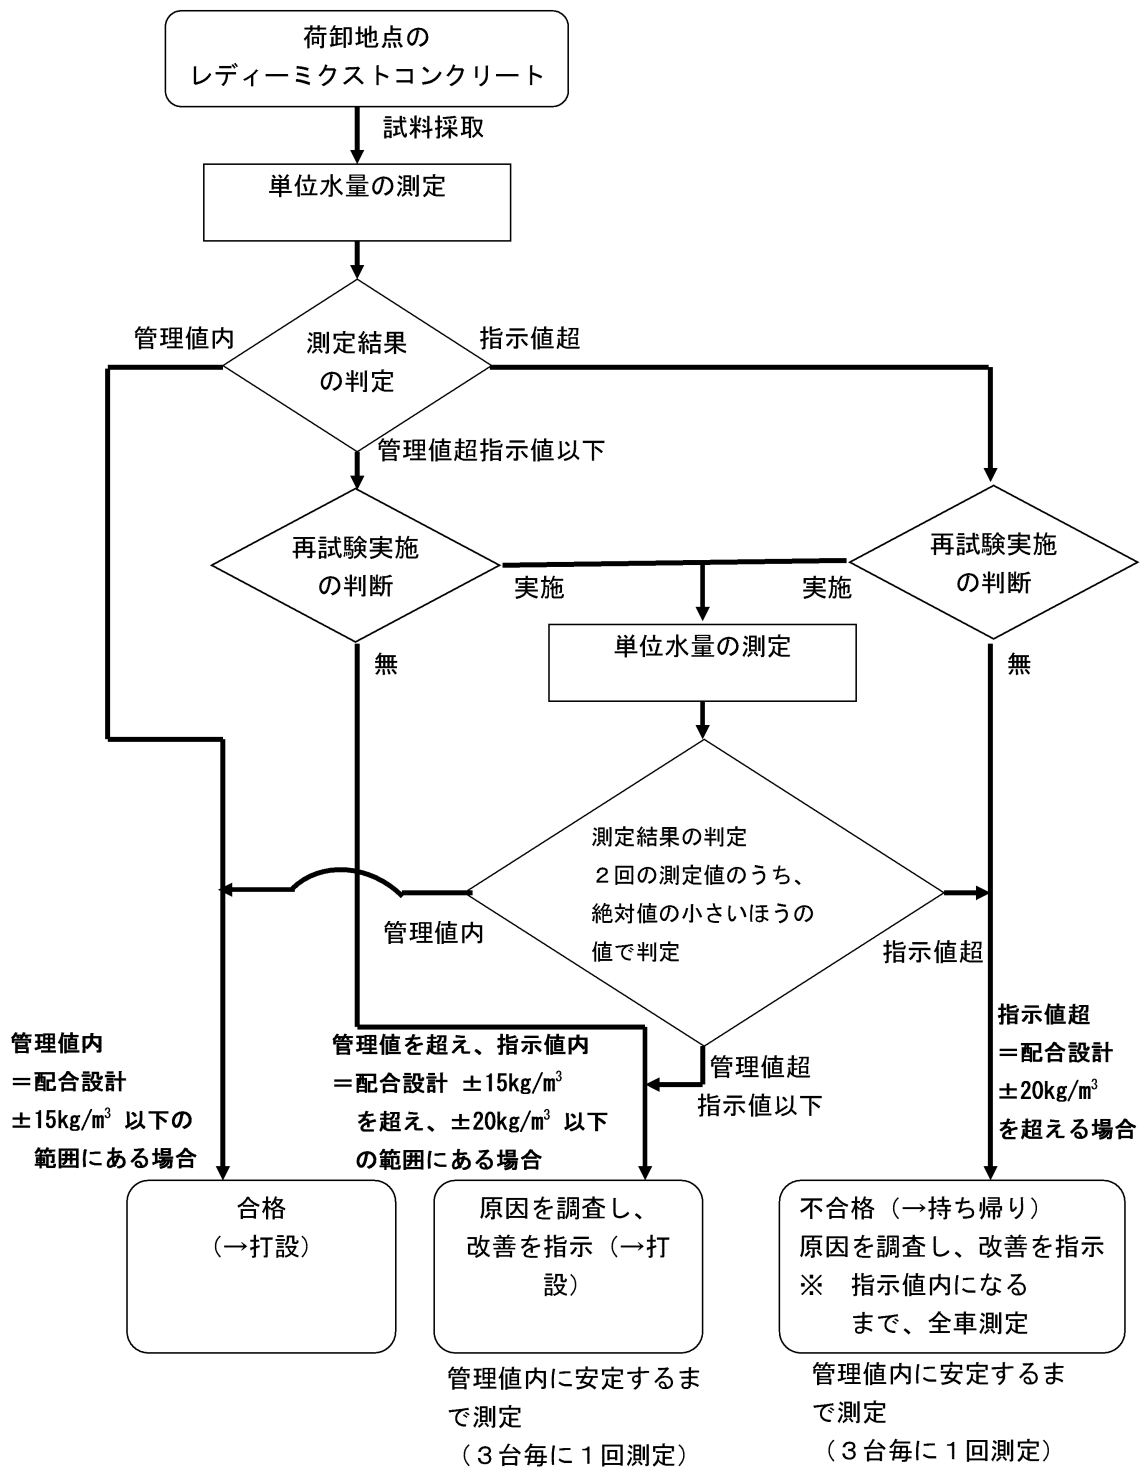 荷卸地点の
レディーミクストコンクリート
試料採取
単位水量の測定
管理値内
測定結果
の判定
指示値超
管理値超指示値以下
再試験実施
の判断
実施
実施
再試験実施
の判断
無
単位水量の測定
無
測定結果の判定
２回の測定値のうち、
絶対値の小さいほうの
値で判定
管理値内
指示値超
管理値内
＝配合設計
±15kg/m³ 以下の
範囲にある場合
管理値を超え、指示値内
＝配合設計 ±15kg/m³
を超え、±20kg/m³ 以下
の範囲にある場合
管理値超
指示値以下
指示値超
＝配合設計
±20kg/m³
を超える場合
合格
（→打設）
原因を調査し、
改善を指示（→打
設）
不合格（→持ち帰り）
原因を調査し、改善を指示
※　指示値内になる
まで、全車測定
管理値内に安定するま
で測定
（３台毎に１回測定）
管理値内に安定するま
で測定
（３台毎に１回測定）